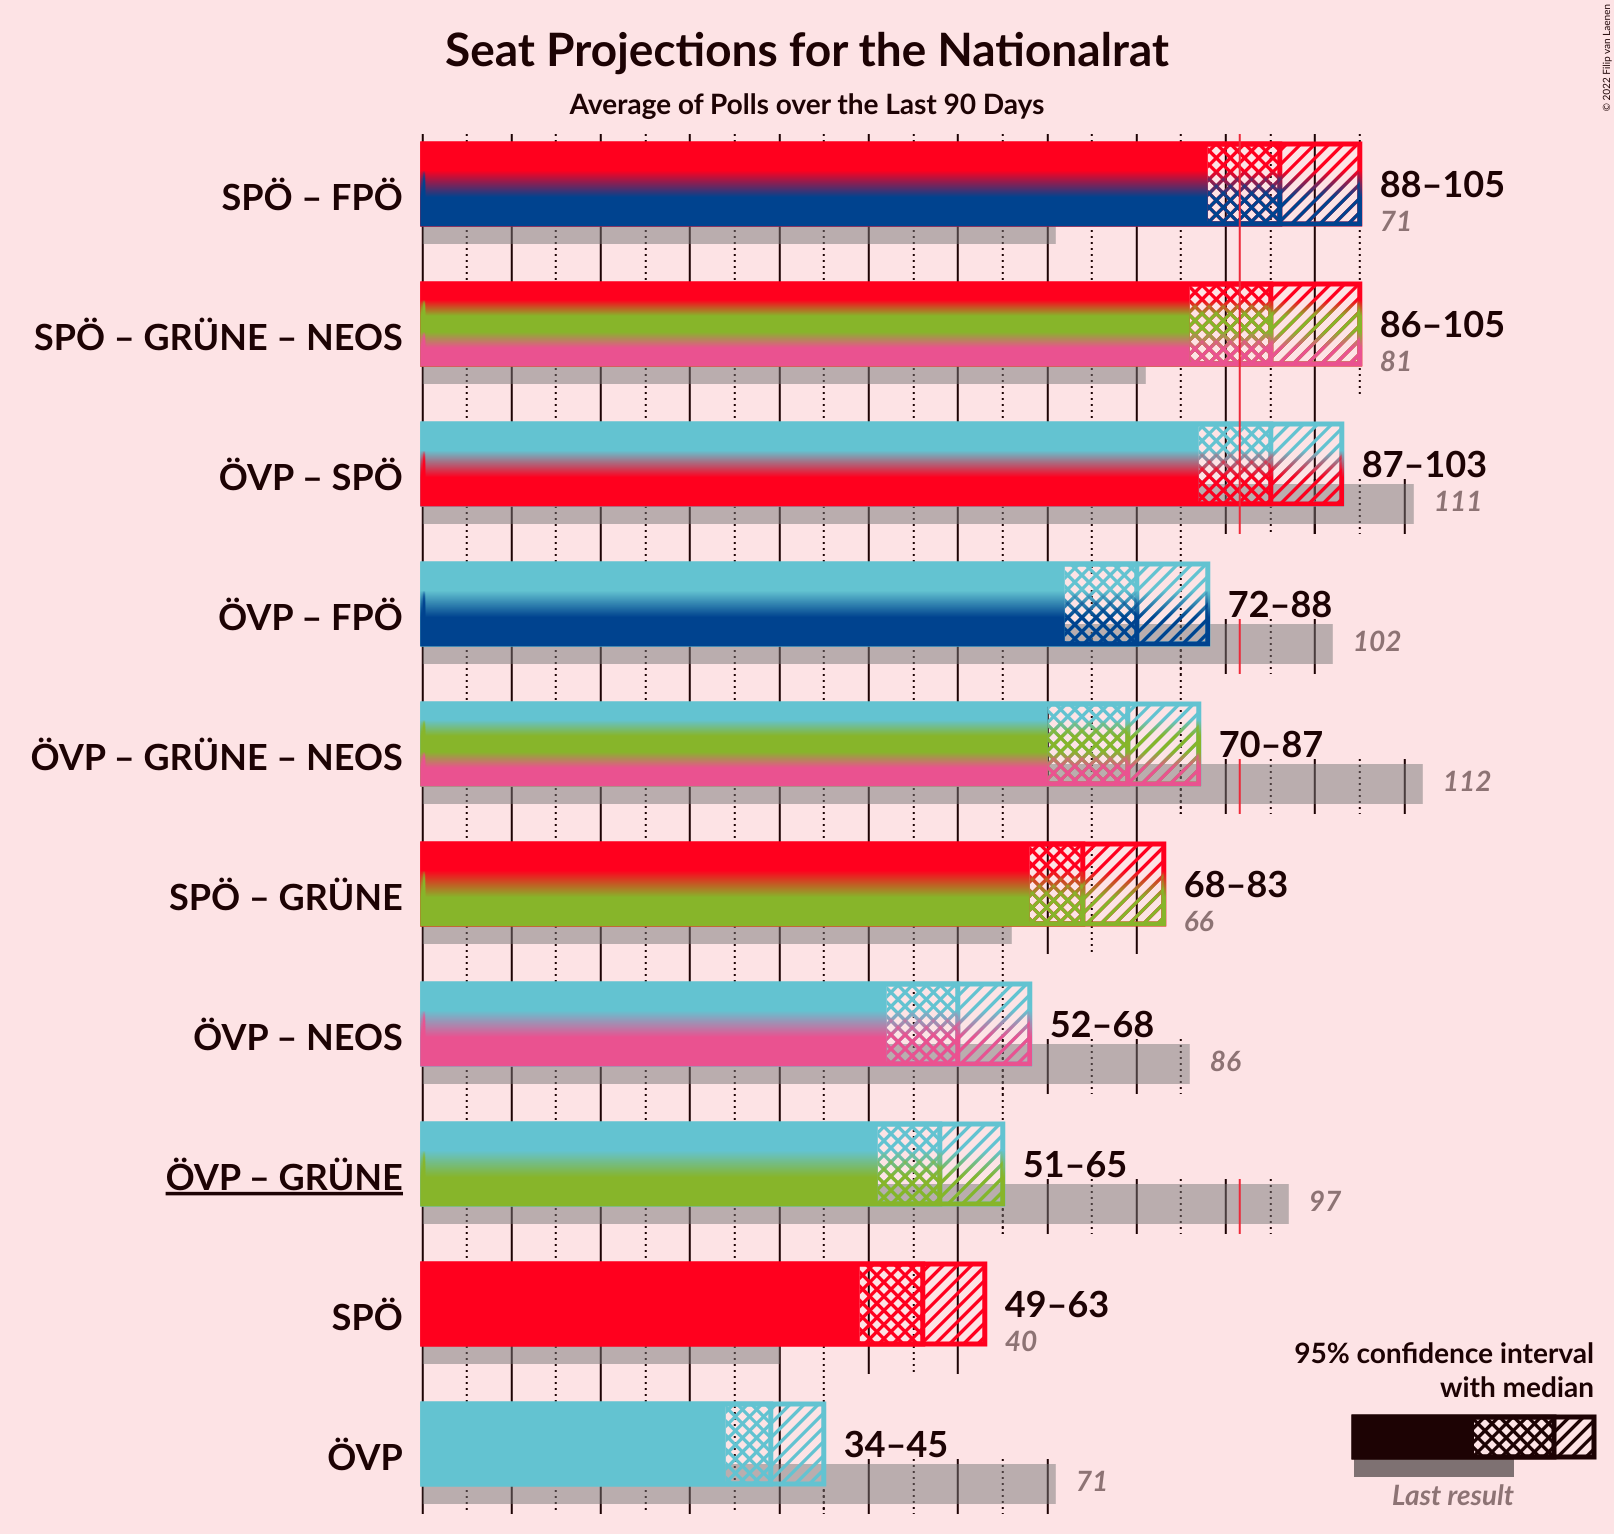 Seat Projections for the Nationalrat
Average of Polls over the Last 90 Days
© 2022 Filip van Laenen
SPÖ – FPÖ
88–105
71
SPÖ – GRÜNE – NEOS
86–105
81
ÖVP – SPÖ
87–103
111
ÖVP – FPÖ
72–88
102
ÖVP – GRÜNE – NEOS
70–87
112
SPÖ – GRÜNE
68–83
66
ÖVP – NEOS
52–68
86
ÖVP – GRÜNE
51–65
97
SPÖ
49–63
40
ÖVP
34–45
71
95% confidence interval
with median
Last result